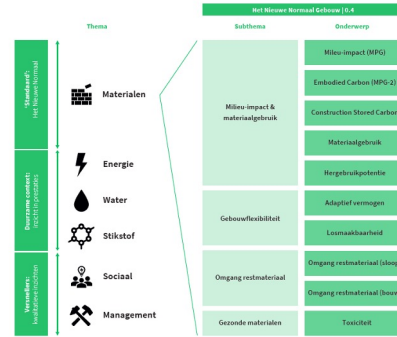 Het Nieuwe Normaal Gebouw | 0.4
Thema
Subthema
Onderwerp
'Standaard':
Het Nieuwe Normaal
Materialen
Duurzame context:
inzicht in prestaties
Energie
Water
Stikstof
Versnellers:
kwalitatieve inzichten
Sociaal
Management
Milieu-impact &
materiaalgebruik
Gebouwflexibiliteit
Omgang restmateriaal
Gezonde materialen
Mileu-impact (MPG)
Embodied Carbon (MPG-2)
Construction Stored Carbon
Materiaalgebruik
Hergebruikpotentie
Adaptief vermogen
Losmaakbaarheid
Omgang restmateriaal (sloop
Omgang restmateriaal (bouw
Toxiciteit